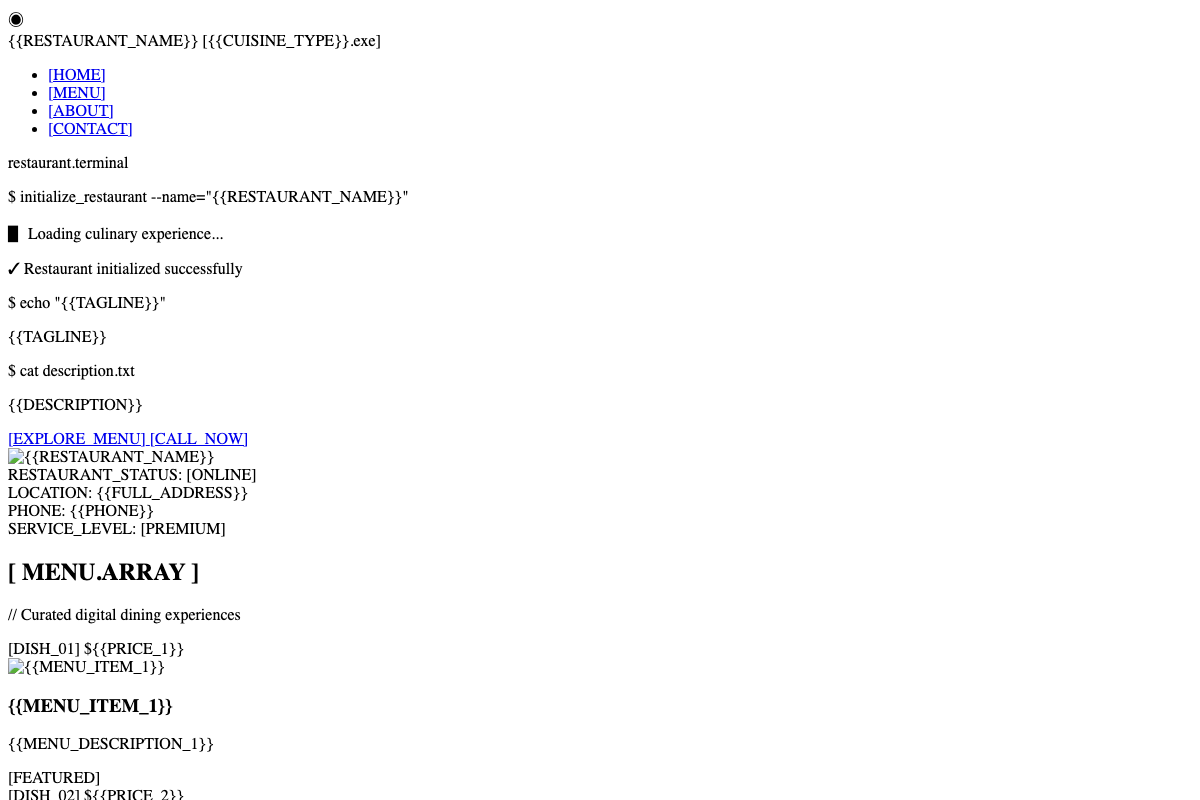 ◉
{{RESTAURANT_NAME}} [{{CUISINE_TYPE}}.exe]
• [HOME]
• [MENU]
• [ABOUT]
• [CONTACT]
restaurant.terminal
$ initialize_restaurant --name="{{RESTAURANT_NAME}}"
█ Loading culinary experience...
✓ Restaurant initialized successfully
$ echo "{{TAGLINE}}"
{{TAGLINE}}
$ cat description.txt
{{DESCRIPTION}}
[EXPLORE_MENU] [CALL_NOW]
{{RESTAURANT_NAME}}
RESTAURANT_STATUS: [ONLINE]
LOCATION: {{FULL_ADDRESS}}
PHONE: {{PHONE}}
SERVICE_LEVEL: [PREMIUM]
[ MENU.ARRAY ]
// Curated digital dining experiences
[DISH_01] ${{PRICE_1}}
{{MENU_ITEM_1}}
{{MENU_ITEM_1}}
{{MENU_DESCRIPTION_1}}
[FEATURED]
[DISH_02] ${{PRICE_2}}